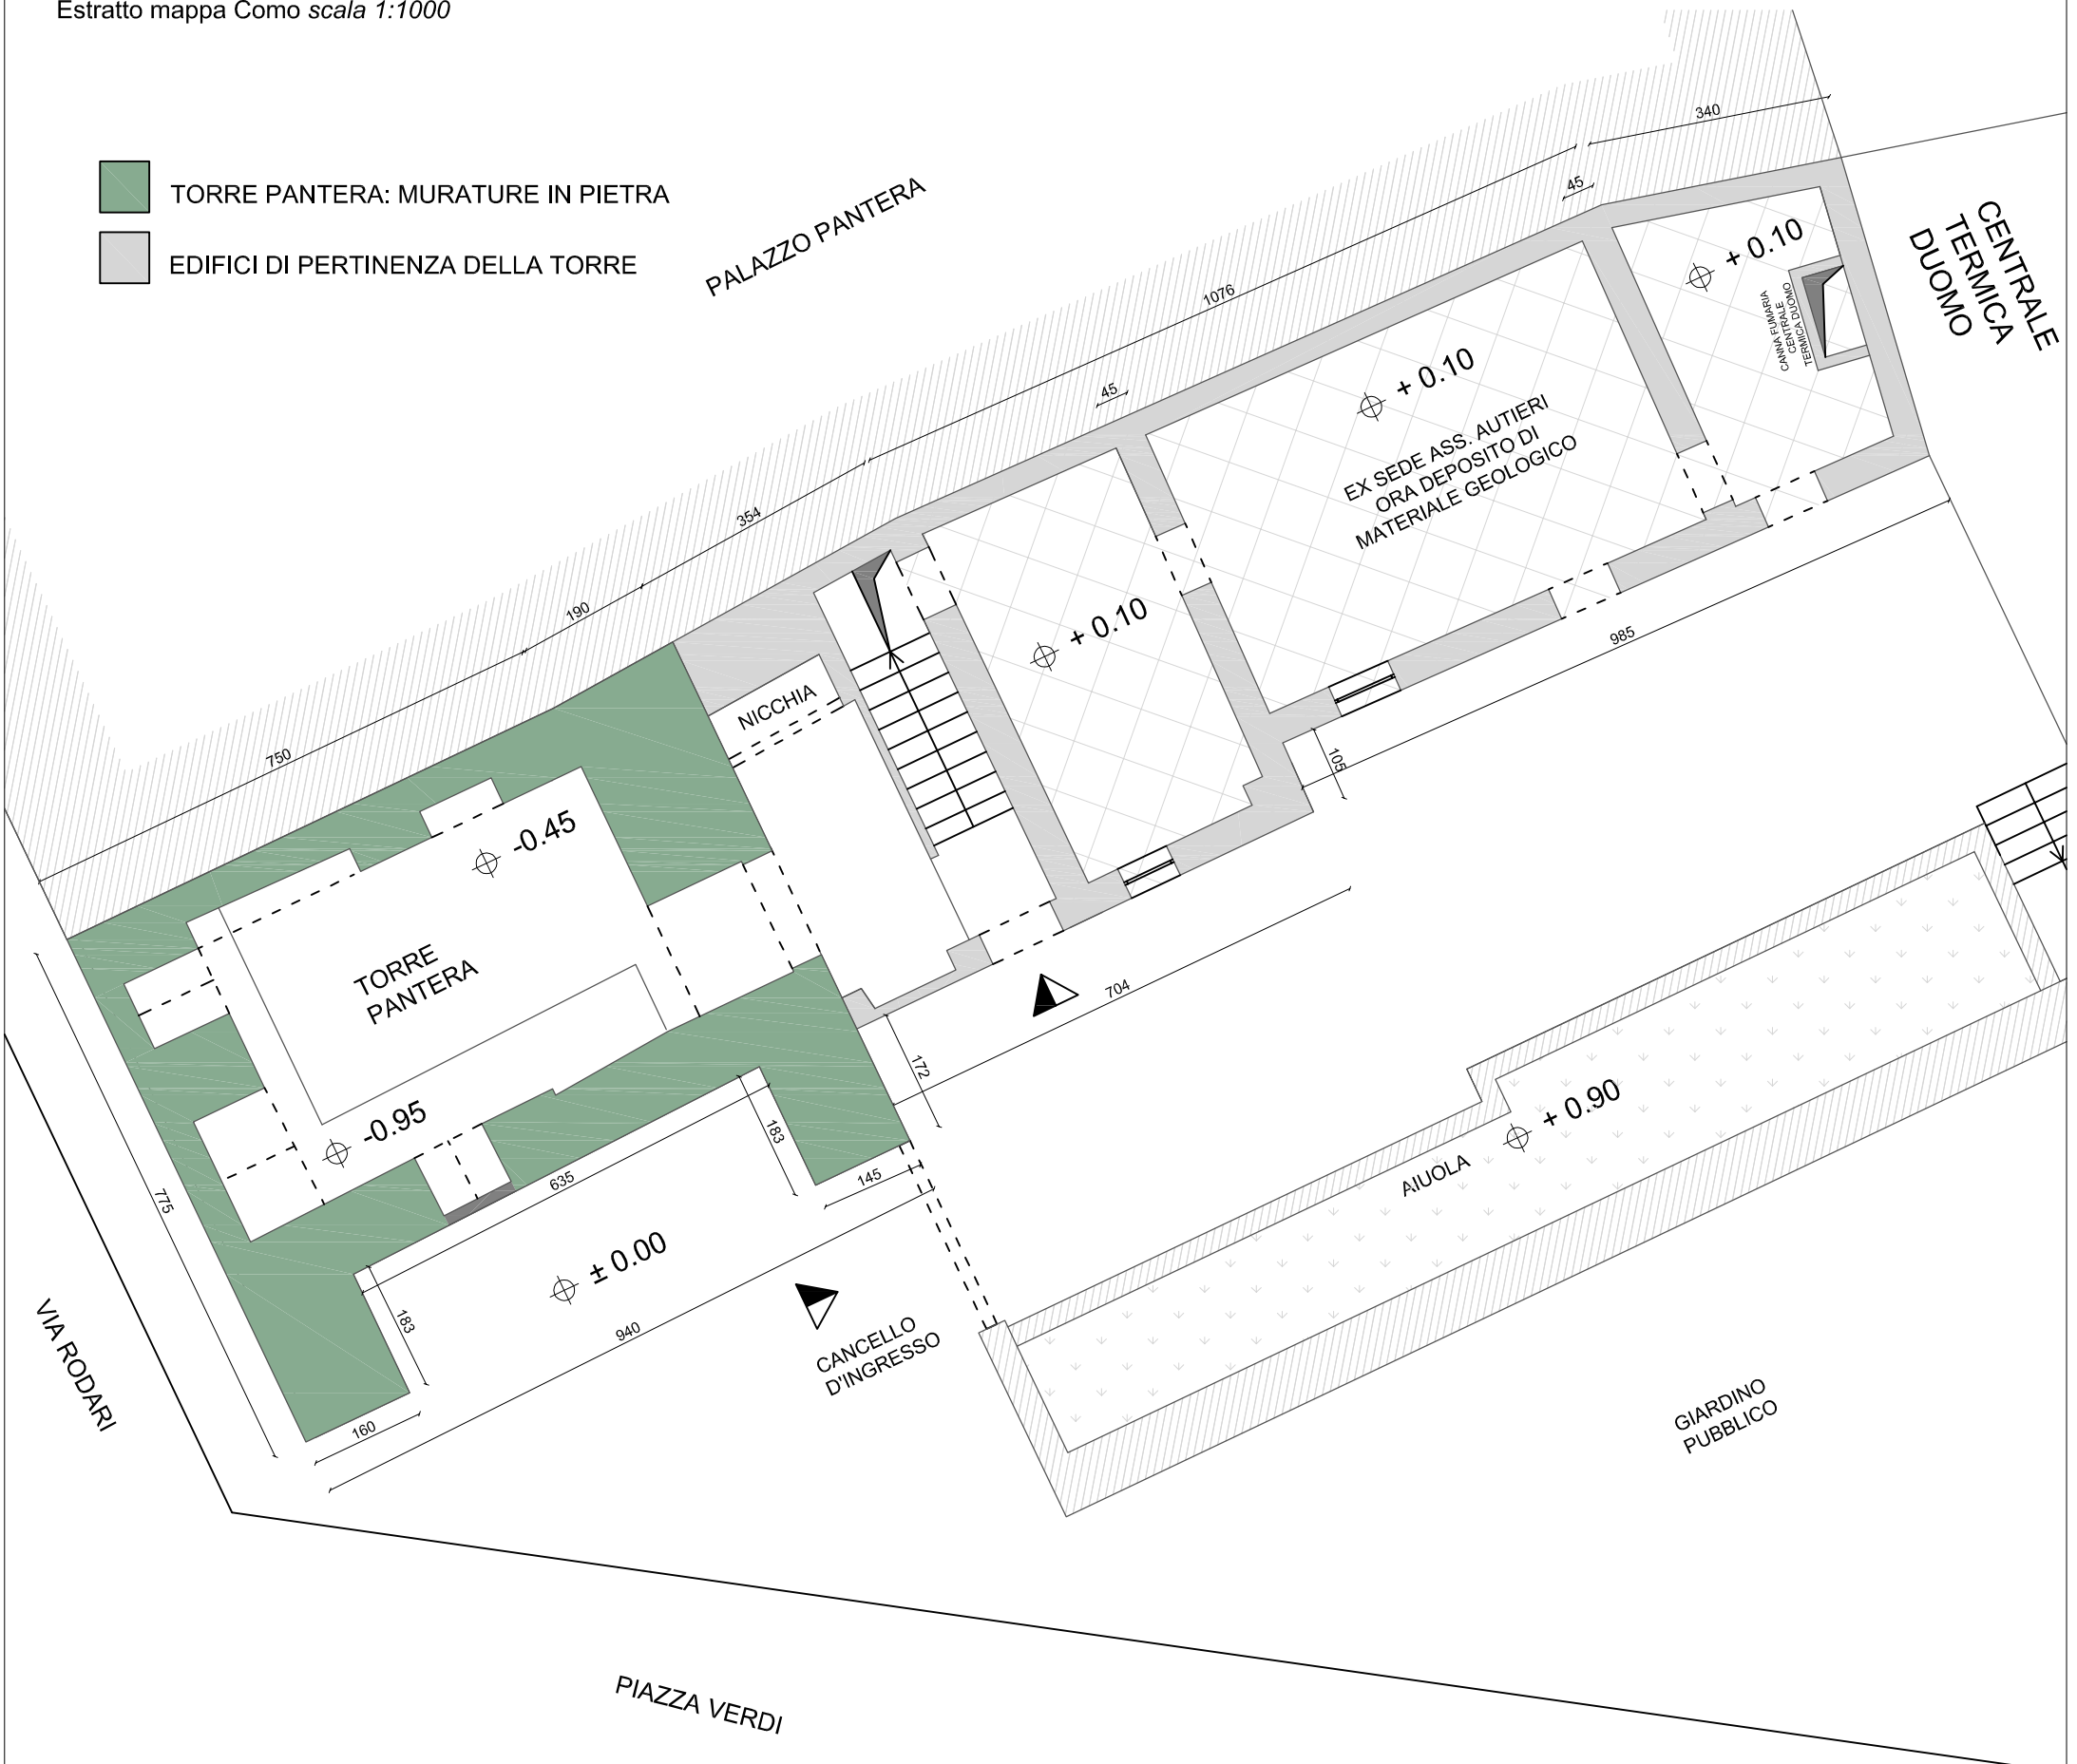 Estratto mappa Como scala 1:1000
TORRE PANTERA: MURATURE IN PIETRA
EDIFICI DI PERTINENZA DELLA TORRE
PALAZZO PANTERA
340
45
1076
45
354
190
750
CENTRALE
TERMICA
DUOMO
+ 0.10
CANNA FUMARIA
CENTRALE
TERMICA DUOMO
+ 0.10
EX SEDE ASS. AUTIERI
ORA DEPOSITO DI
MATERIALE GEOLOGICO
+ 0.10
985
105
NICCHIA
-0.45
TORRE
PANTERA
-0.95
704
172
183
635
145
± 0.00
183
940
160
775
+ 0.90
AIUOLA
CANCELLO
D'INGRESSO
VIA RODARI
GIARDINO
PUBBLICO
PIAZZA VERDI